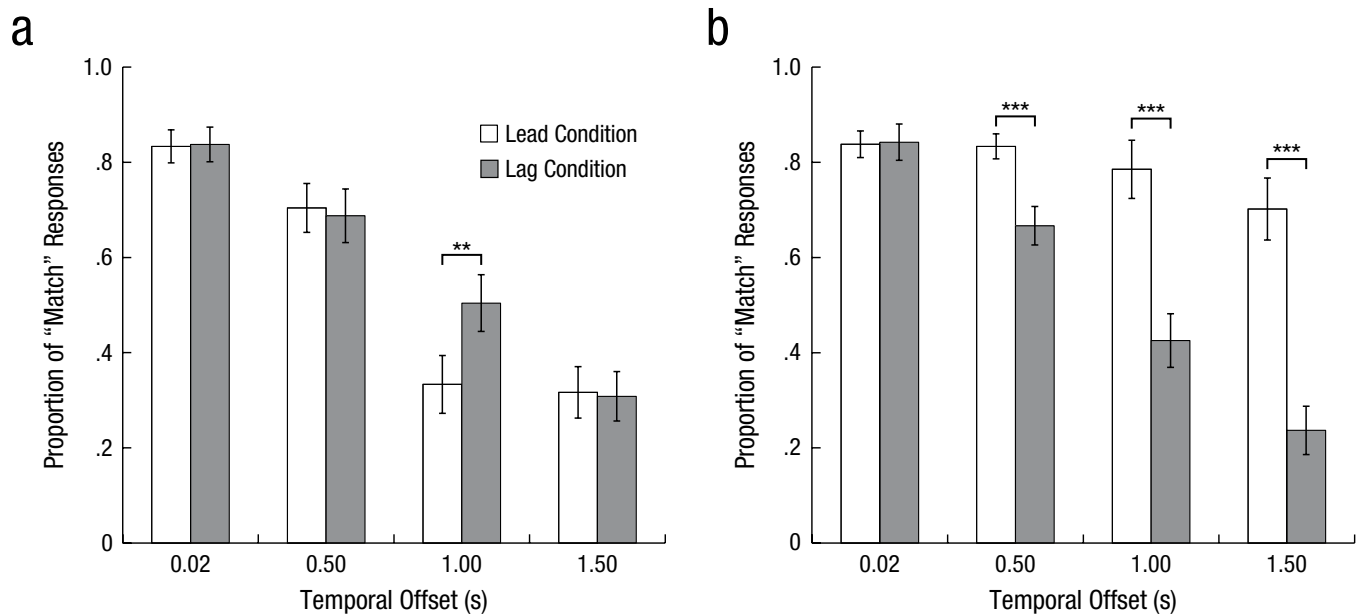 a
1.0
.8
.6
.4
.2
0
Proportion of “Match” Responses
Lead Condition
Lag Condition
**
0.02 0.50 1.00 1.50
Temporal Offset (s)
b
1.0
.8
.6
.4
.2
0
Proportion of “Match” Responses
***
***
***
0.02 0.50 1.00 1.50
Temporal Offset (s)